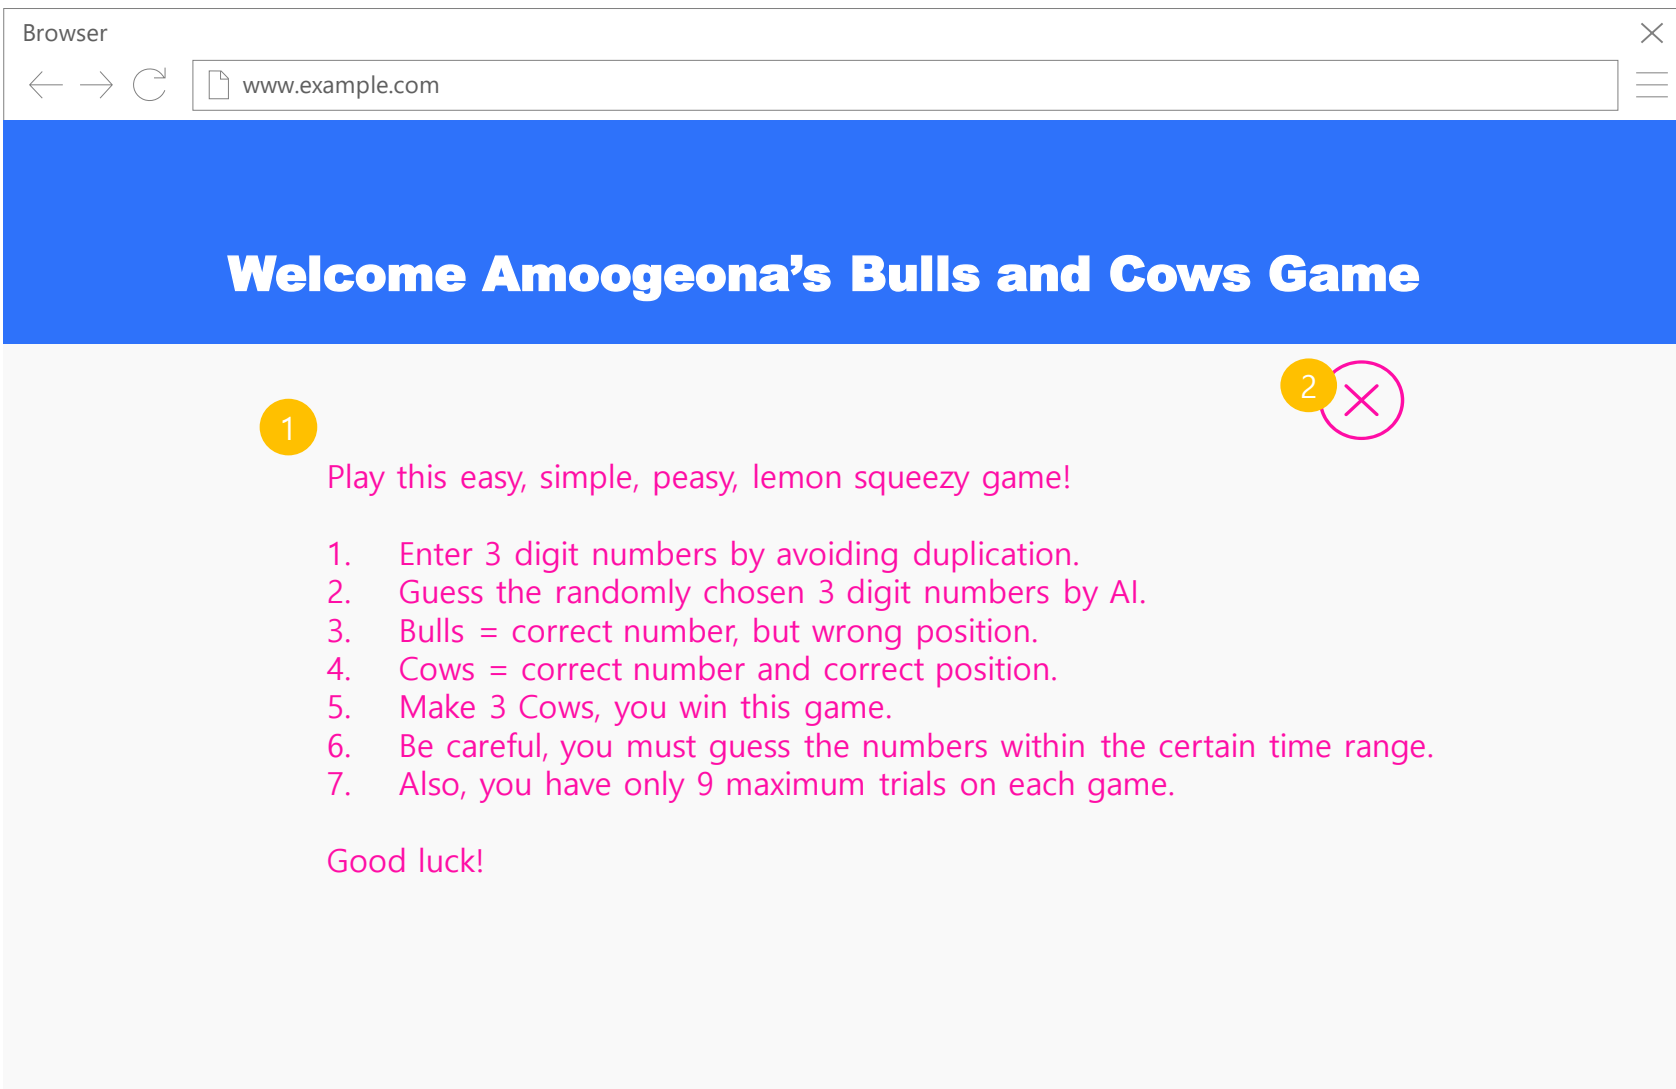 Browser
www.example.com
Welcome Amoogeona’s Bulls and Cows Game
2
1
Play this easy, simple, peasy, lemon squeezy game!
1. Enter 3 digit numbers by avoiding duplication.
2. Guess the randomly chosen 3 digit numbers by AI.
3. Bulls = correct number, but wrong position.
4. Cows = correct number and correct position.
5. Make 3 Cows, you win this game.
6. Be careful, you must guess the numbers within the certain time range.
7. Also, you have only 9 maximum trials on each game.
Good luck!